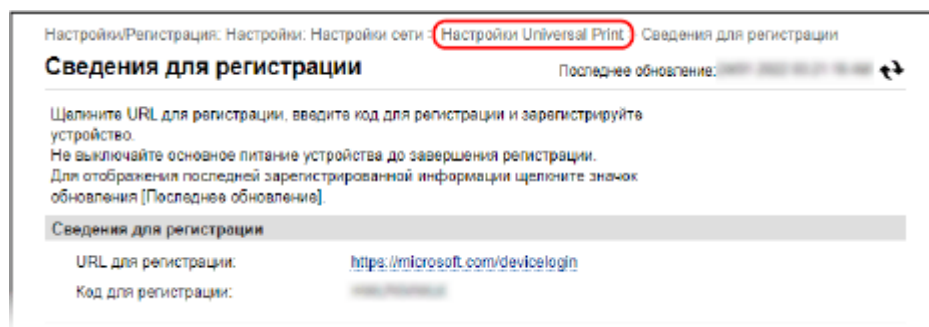 Настройки/Регистрация: Настройки: Настройки сети > Настройки Universal Print > Сведения для регистрации
Сведения для регистрации
Последнее обновление:
Щелкните URL для регистрации, введите код для регистрации и зарегистрируйте
устройство.
Не выключайте основное питание устройства до завершения регистрации.
Для отображения последней зарегистрированной информации щелкните значок
обновления [Последнее обновление].
Сведения для регистрации
URL для регистрации: https://microsoft.com/devicelogin
Код для регистрации: